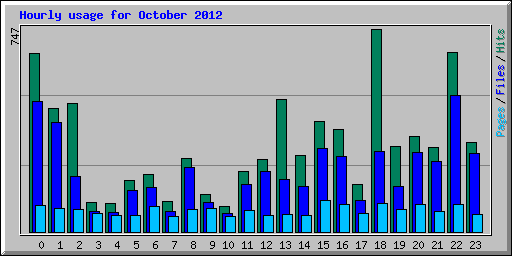 Hourly usage for October 2012
747
Pages/Files/Hits
0 1 2 3 4 5 6 7 8 9 10 11 12 13 14 15 16 17 18 19 20 21 22 23